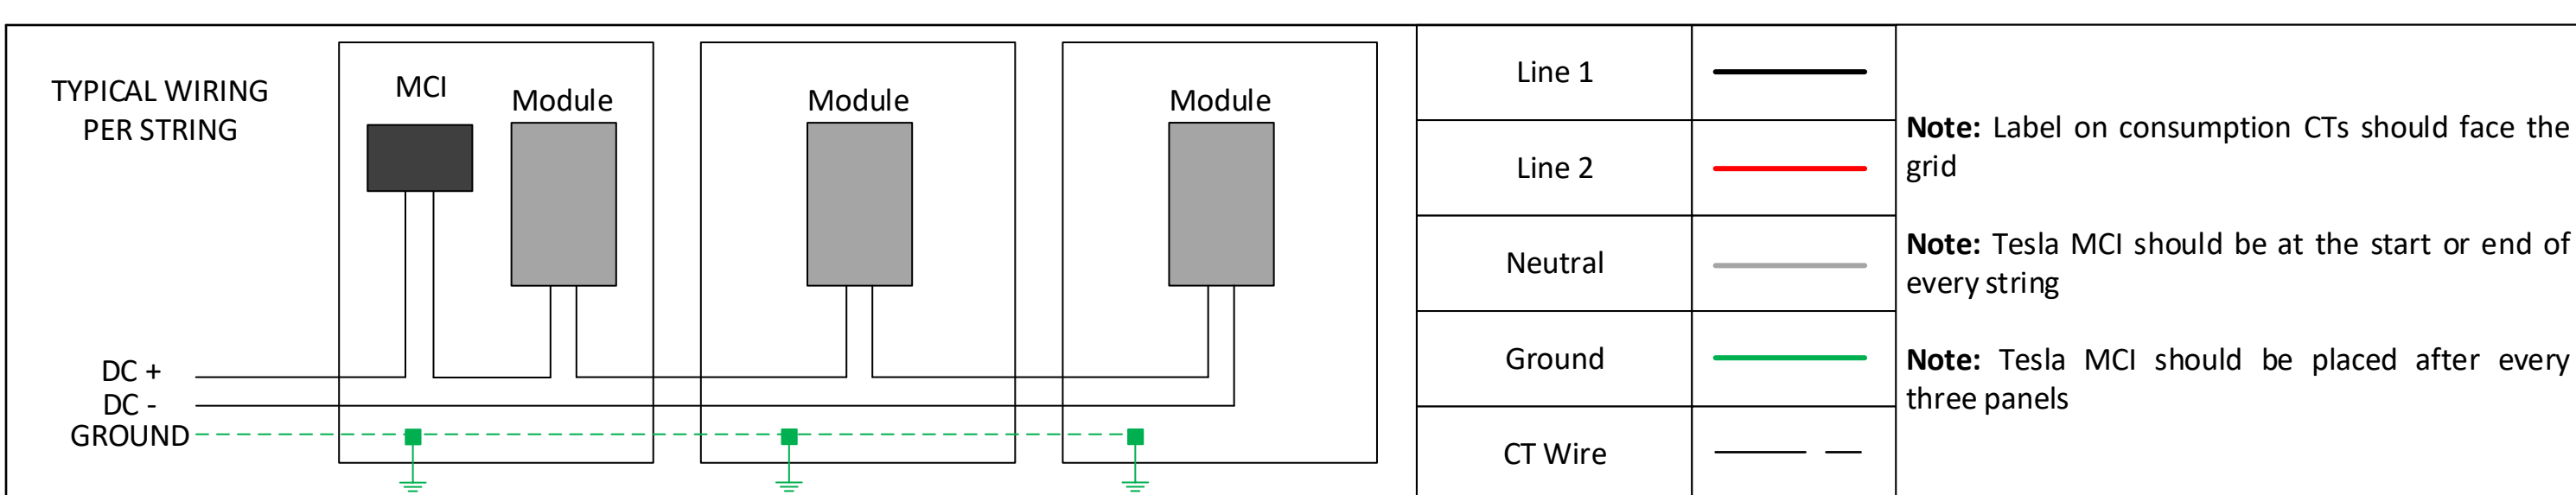 TYPICAL WIRING
PER STRING
MCI
Module
Module
Module
DC +
DC -
GROUND
Line 1
Line 2
Neutral
Ground
CT Wire
Note: Label on consumption CTs should face the
grid
Note: Tesla MCI should be at the start or end of
every string
Note: Tesla MCI should be placed after every
three panels